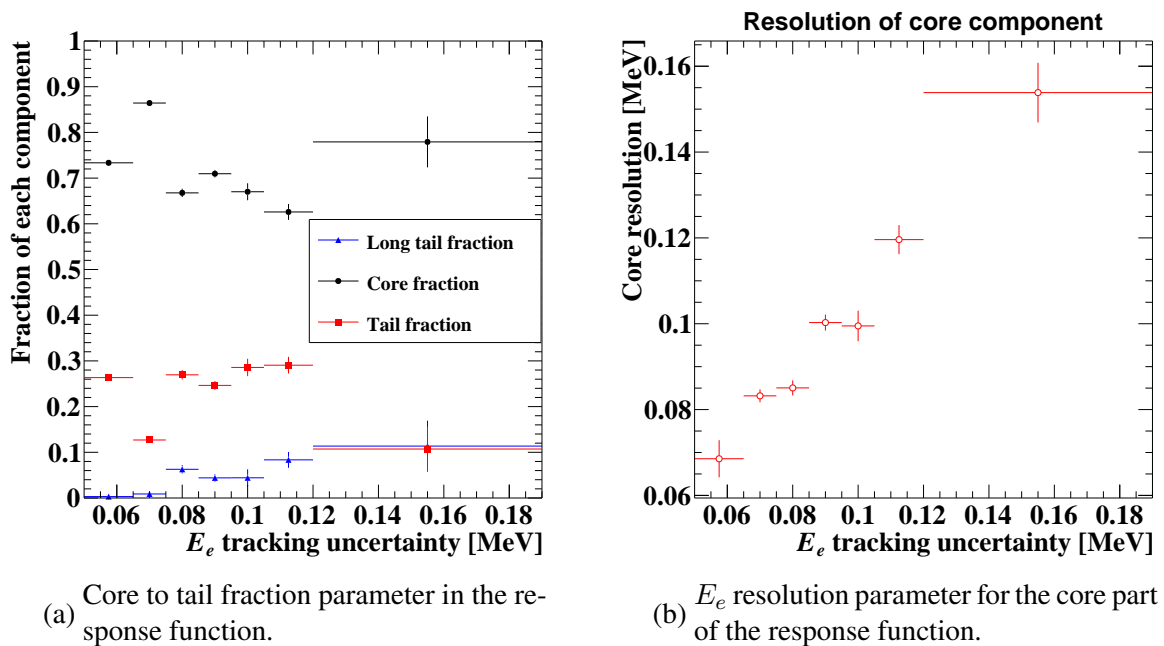 1
0.9
0.8
0.7
0.6
0.5
0.4
0.3
0.2
0.1
0
Fraction of each component
Long tail fraction
Core fraction
Tail fraction
0.06 0.08 0.1 0.12 0.14 0.16 0.18
E_e tracking uncertainty [MeV]
(a) Core to tail fraction parameter in the re-
sponse function.
Resolution of core component
0.16
0.14
0.12
0.1
0.08
0.06
Core resolution [MeV]
0.06 0.08 0.1 0.12 0.14 0.16 0.18
E_e tracking uncertainty [MeV]
(b) E_e resolution parameter for the core part
of the response function.